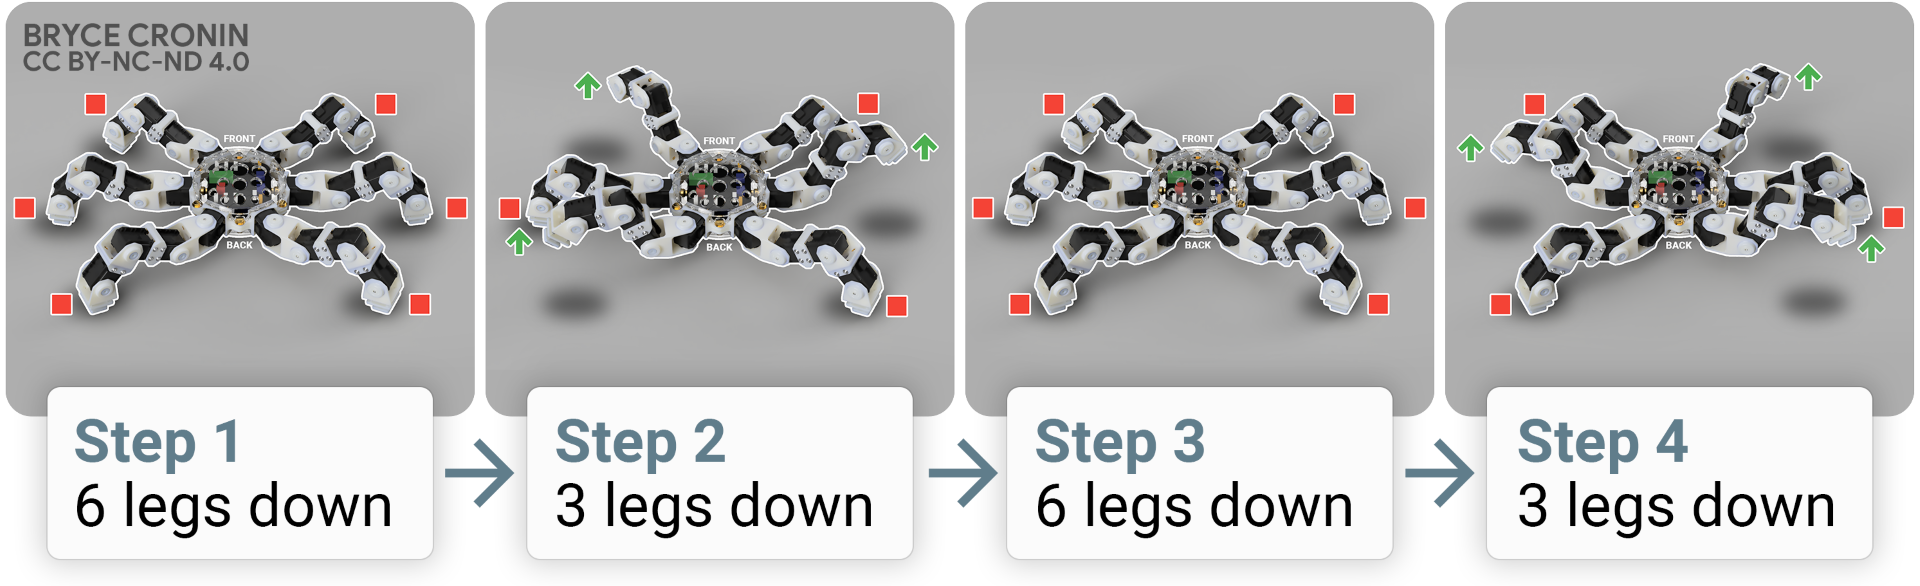 BRYCE CRONIN
CC BY-NC-ND 4.0
FRONT
BACK
FRONT
BACK
FRONT
BACK
FRONT
BACK
Step 1
6 legs down
Step 2
3 legs down
Step 3
6 legs down
Step 4
3 legs down